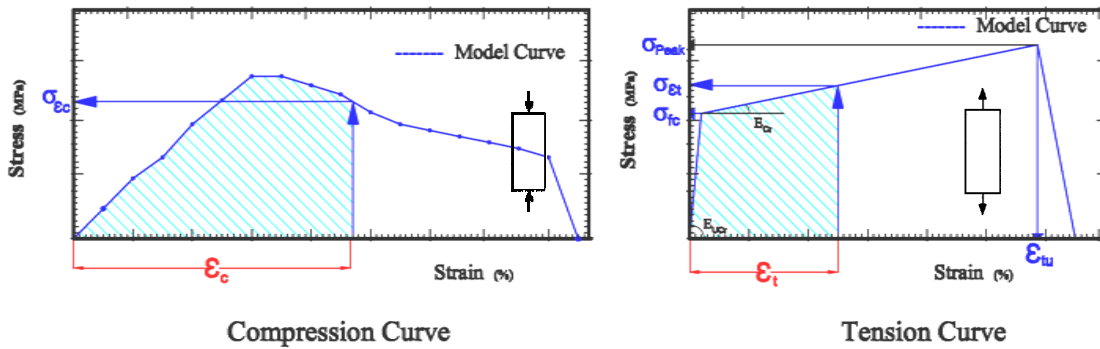 Model Curve
σεc
Stress (MPa)
εc
Strain (%)
Compression Curve
Model Curve
σPeak
σεt
σfc
ECr
EUCr
Stress (MPa)
εt
Strain (%)
εtu
Tension Curve